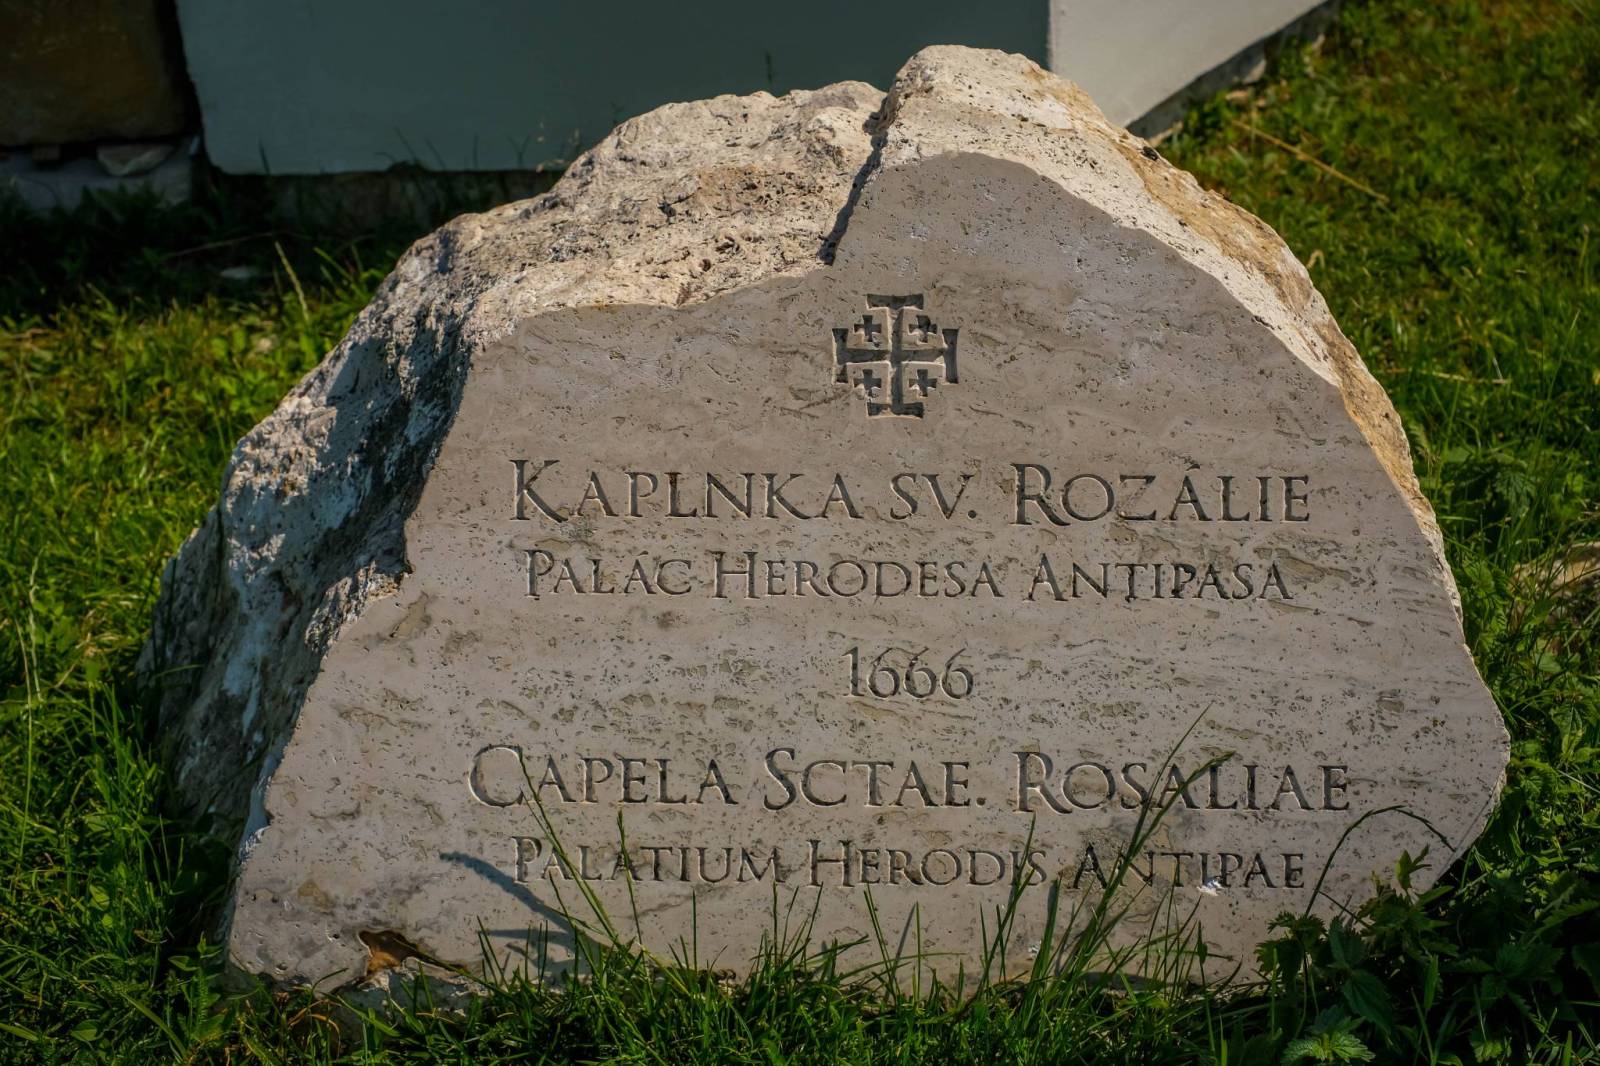 KAPLNKA SV. ROZÁLIE
PALÁC HERODESA ANTIPASA
1666
CAPELA SCTAE. ROSALIAE
PALATIUM HERODIS ANTIPAE